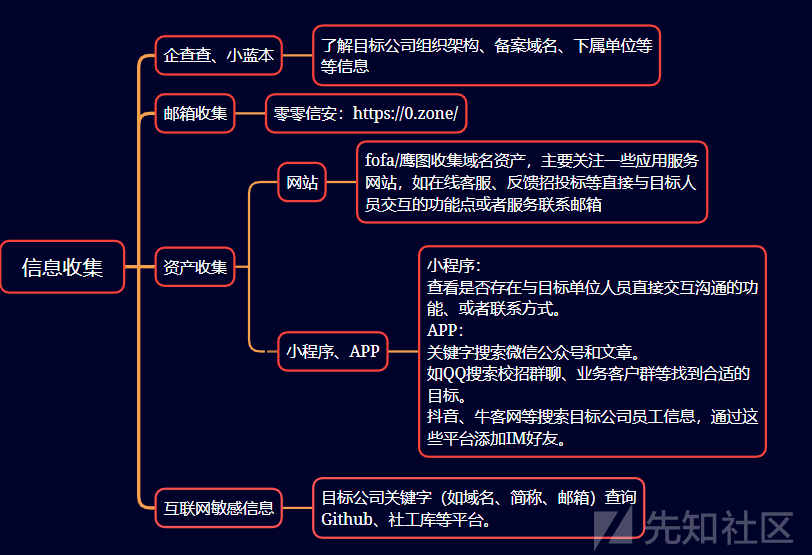 企查查、小蓝本
了解目标公司组织架构、备案域名、下属单位等
等信息
邮箱收集
零零信安：https://0.zone/
网站
fofa/鹰图收集域名资产，主要关注一些应用服务
网站，如在线客服、反馈招投标等直接与目标人
员交互的功能点或者服务联系邮箱
信息收集
资产收集
小程序、APP
小程序：
查看是否存在与目标单位人员直接交互沟通的功
能、或者联系方式。
APP：
关键字搜索微信公众号和文章。
如QQ搜索校招群聊、业务客户群等找到合适的
目标。
抖音、牛客网等搜索目标公司员工信息，通过这
些平台添加IM好友。
互联网敏感信息
目标公司关键字（如域名、简称、邮箱）查询
Github、社工库等平台。
先知社区